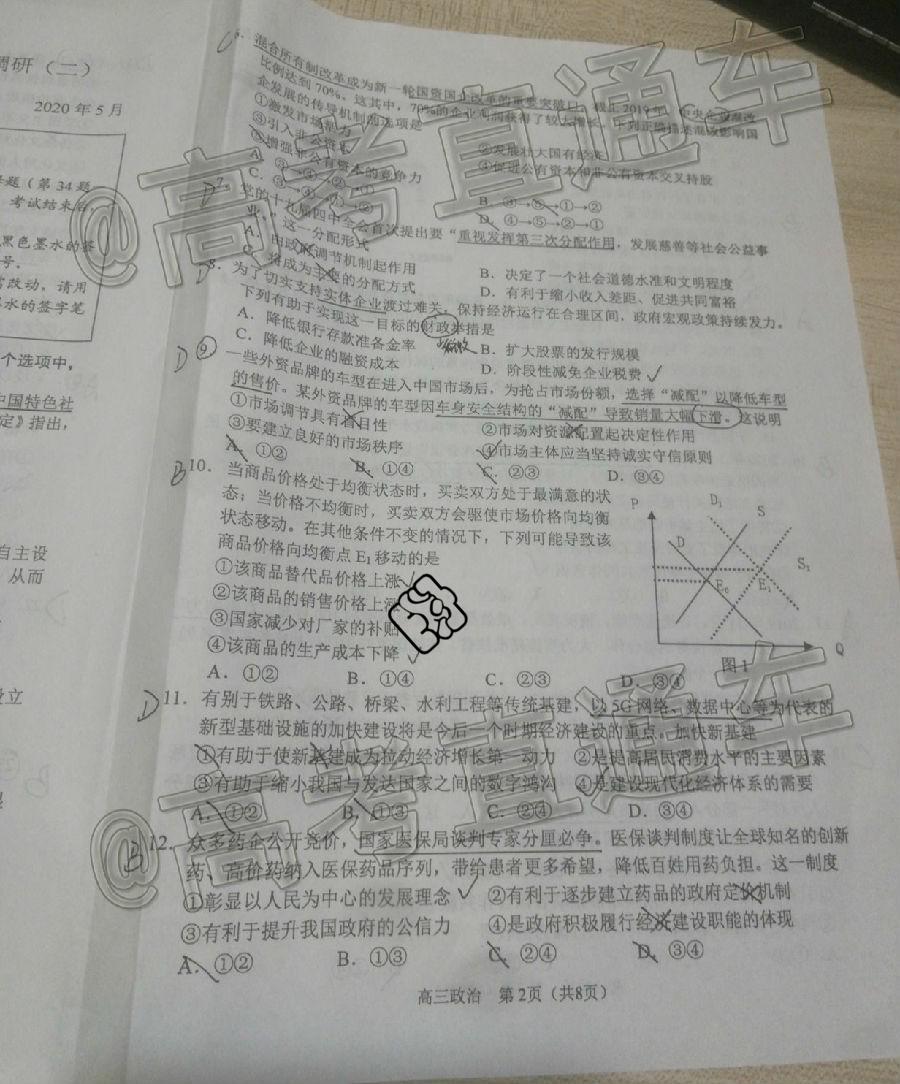 调研（二）
2020 年 5 月
题（第 34 题
考试结束后，
黑色墨水的签
号。
改动。请用
墨水的签字笔
个选项中，
中国特色社
定》指出，
自主设
从而
设立
6. 混合所有制改革成为新一轮国资国企改革的重要突破口。截止 2019 年，中央企业混改
比例达到 70%。这其中，70%的企业利润获得了较大增长。下列正确描述混改影响国
企发展的传导机制的选项是
①激发市场活力 ②发展壮大国有经济
③引入非公资本 ④促进公有资本和非公有资本交叉持股
⑤增强非公有资本的竞争力
A. ③→④→②→① B. ③→⑤→①→②
C. ③→④→①→② D. ④→⑤→②→①
D 7. 党的十九届四中全会首次提出要“重视发挥第三次分配作用，发展慈善等社会公益事
业。”这一分配形式
A. 由政府调节机制起作用 B. 决定了一个社会道德水准和文明程度
C. 将成为主要的分配方式 D. 有利于缩小收入差距、促进共同富裕
D 8. 为了切实支持实体企业渡过难关，保持经济运行在合理区间，政府宏观政策持续发力。
下列有助于实现这一目标的财政举措是
A. 降低银行存款准备金率 B. 扩大股票的发行规模
C. 降低企业的融资成本 D. 阶段性减免企业税费
D 9. 一些外资品牌的车型在进入中国市场后，为抢占市场份额，选择“减配”以降低车型
的售价。某外资品牌的车型因车身安全结构的“减配”导致销量大幅下滑。这说明
①市场调节具有盲目性 ②市场对资源配置起决定性作用
③要建立良好的市场秩序 ④市场主体应当坚持诚实守信原则
A. ①② B. ①④ C. ②③ D. ③④
B 10. 当商品价格处于均衡状态时，买卖双方处于最满意的状
态；当价格不均衡时，买卖双方会驱使市场价格向均衡
状态移动。在其他条件不变的情况下，下列可能导致该
商品价格向均衡点 E₁ 移动的是
①该商品替代品价格上涨
②该商品的销售价格上涨
③国家减少对厂家的补贴
④该商品的生产成本下降
P D₁ S
D S₁
E₀ E₁
Q
图 1
A. ①② B. ①④ C. ②③ D. ③④
D 11. 有别于铁路、公路、桥梁、水利工程等传统基建，以 5G 网络、数据中心等为代表的
新型基础设施的加快建设将是今后一个时期经济建设的重点。加快新基建
①有助于使新基建成为拉动经济增长第一动力 ②是提高居民消费水平的主要因素
③有助于缩小我国与发达国家之间的数字鸿沟 ④是建设现代化经济体系的需要
A. ①② B. ①③ C. ②④ D. ③④
B 12. 众多药企公开竞价，国家医保局谈判专家分厘必争。医保谈判制度让全球知名的创新
药、高价药纳入医保药品序列，带给患者更多希望，降低百姓用药负担。这一制度
①彰显以人民为中心的发展理念 ②有利于逐步建立药品的政府定价机制
③有利于提升我国政府的公信力 ④是政府积极履行经济建设职能的体现
A. ①② B. ①③ C. ②④ D. ③④
高三政治 第 2页（共8页）
@高考直通车
@高考直通车